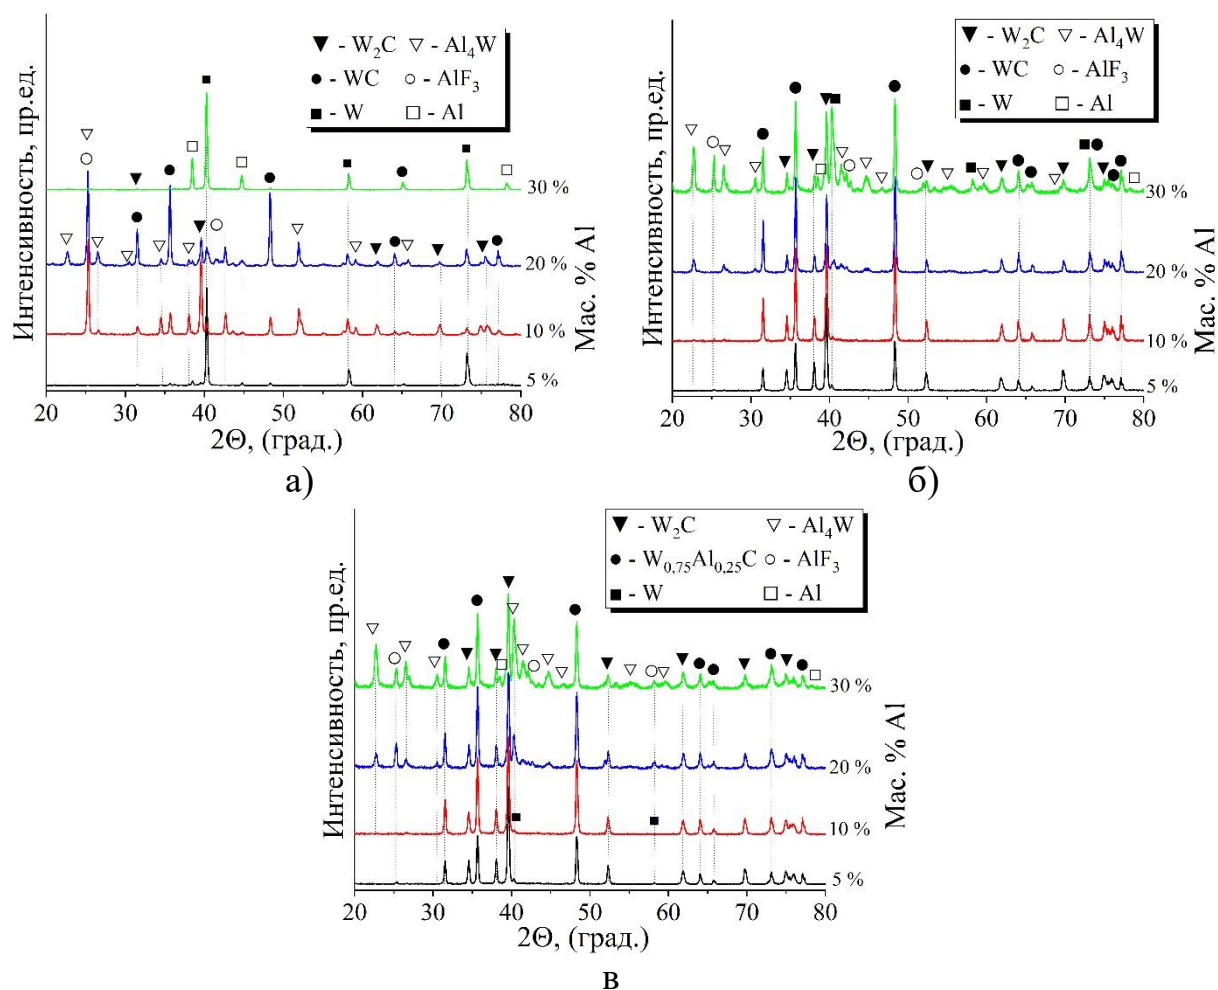 Интенсивность, пр.ед.
▼ - W₂C ▽ - Al₄W
● - WC ○ - AlF₃
■ - W □ - Al
30 %
20 %
10 %
5 %
Мас. % Al
20 30 40 50 60 70 80
2Θ, (град.)
а)
Интенсивность, пр.ед.
▼ - W₂C ▽ - Al₄W
● - WC ○ - AlF₃
■ - W □ - Al
30 %
20 %
10 %
5 %
Мас. % Al
20 30 40 50 60 70 80
2Θ, (град.)
б)
Интенсивность, пр.ед.
▼ - W₂C ▽ - Al₄W
● - W₀,₇₅Al₀,₂₅C ○ - AlF₃
■ - W □ - Al
30 %
20 %
10 %
5 %
Мас. % Al
20 30 40 50 60 70 80
2Θ, (град.)
в